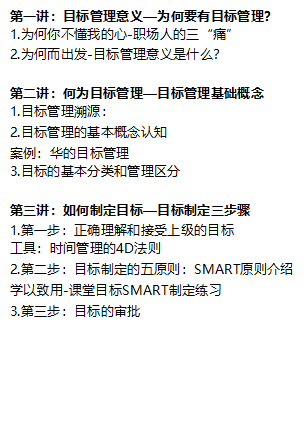 第一讲：目标管理意义—为何要有目标管理？
1.为何你不懂我的心-职场人的三“痛”
2.为何而出发-目标管理意义是什么？
第二讲：何为目标管理—目标管理基础概念
1.目标管理溯源：
2.目标管理的基本概念认知
案例：华的目标管理
3.目标的基本分类和管理区分
第三讲：如何制定目标—目标制定三步骤
1.第一步：正确理解和接受上级的目标
工具：时间管理的4D法则
2.第二步：目标制定的五原则：SMART原则介绍
学以致用-课堂目标SMART制定练习
3.第三步：目标的审批